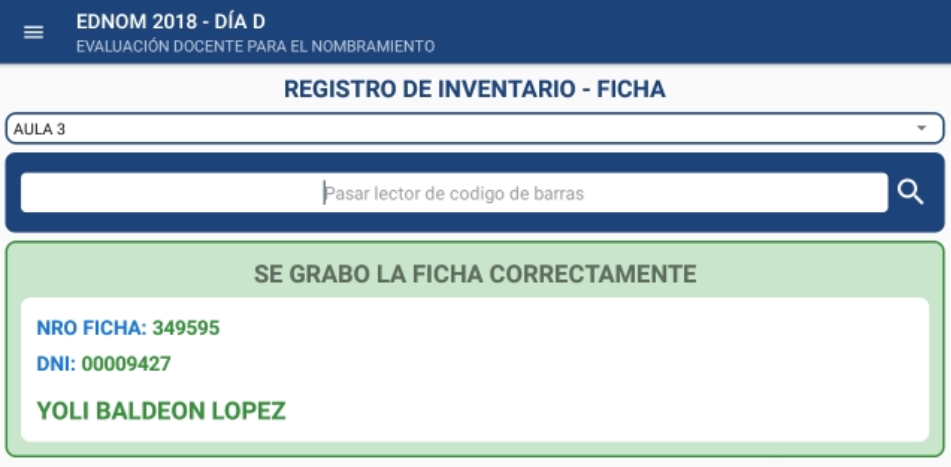 EDNOM 2018 - DÍA D
EVALUACIÓN DOCENTE PARA EL NOMBRAMIENTO
REGISTRO DE INVENTARIO - FICHA
AULA 3
Pasar lector de codigo de barras
SE GRABO LA FICHA CORRECTAMENTE
NRO FICHA: 349595
DNI: 00009427
YOLI BALDEON LOPEZ